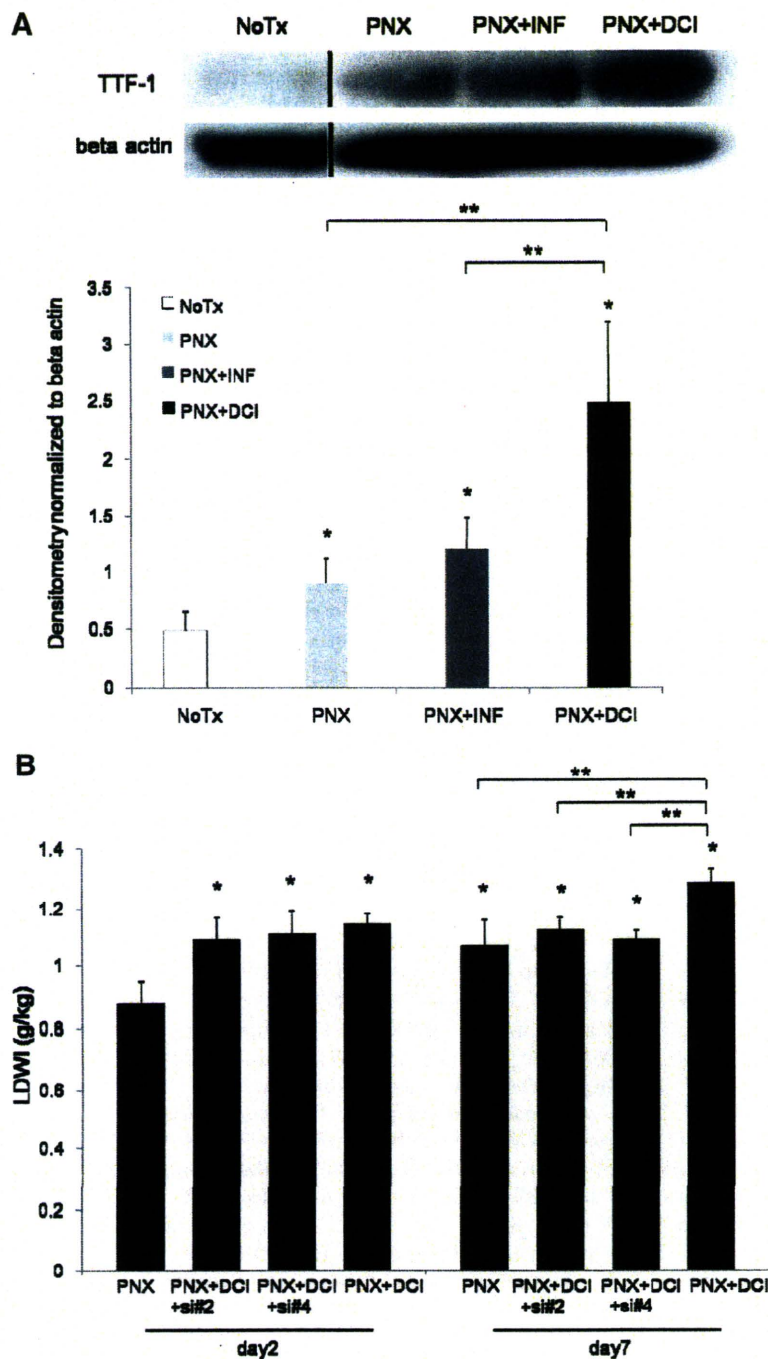 A
NoTx PNX PNX+INF PNX+DCI
TTF-1
beta actin
**
**
3.5
3
2.5
2
1.5
1
0.5
0
Densitometrynormalized to beta actin
NoTx
PNX
PNX+INF
PNX+DCI
*
*
*
NoTx PNX PNX+INF PNX+DCI
B
**
**
**
1.4
1.2
1
0.8
0.6
0.4
0.2
0
LDWI (g/kg)
* * * * * * *
PNX PNX+DCI PNX+DCI PNX+DCI PNX PNX+DCI PNX+DCI PNX+DCI
+si#2 +si#4 +si#2 +si#4
day2 day7